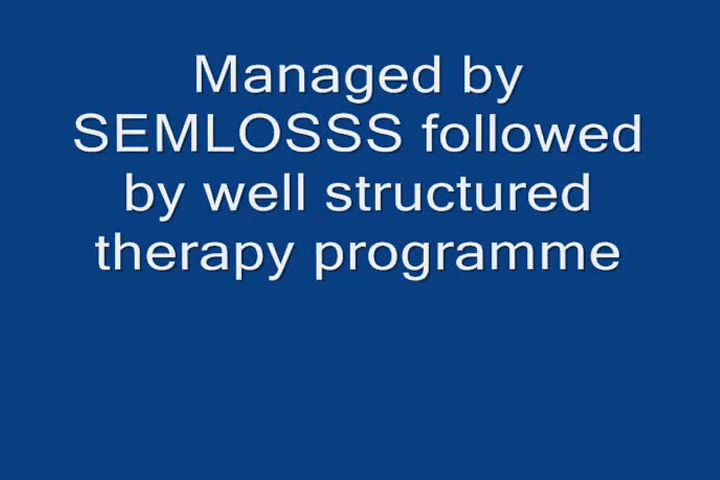 Managed by
SEMLOSSS followed
by well structured
therapy programme